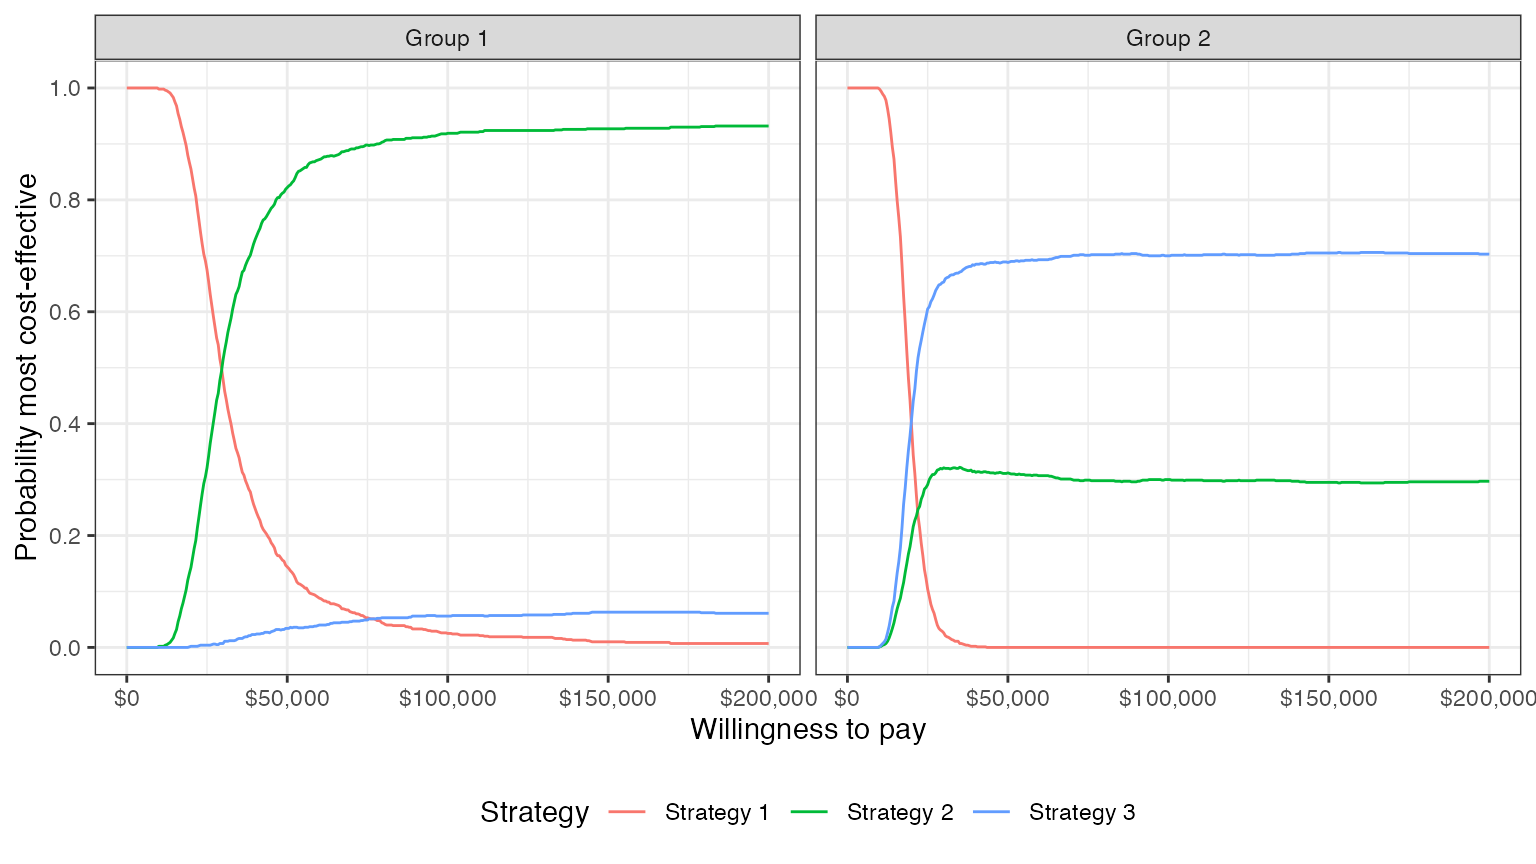 Group 1
Group 2
Probability most cost-effective
1.0
0.8
0.6
0.4
0.2
0.0
$0 $50,000 $100,000 $150,000 $200,000 $0 $50,000 $100,000 $150,000 $200,000
Willingness to pay
Strategy Strategy 1 Strategy 2 Strategy 3